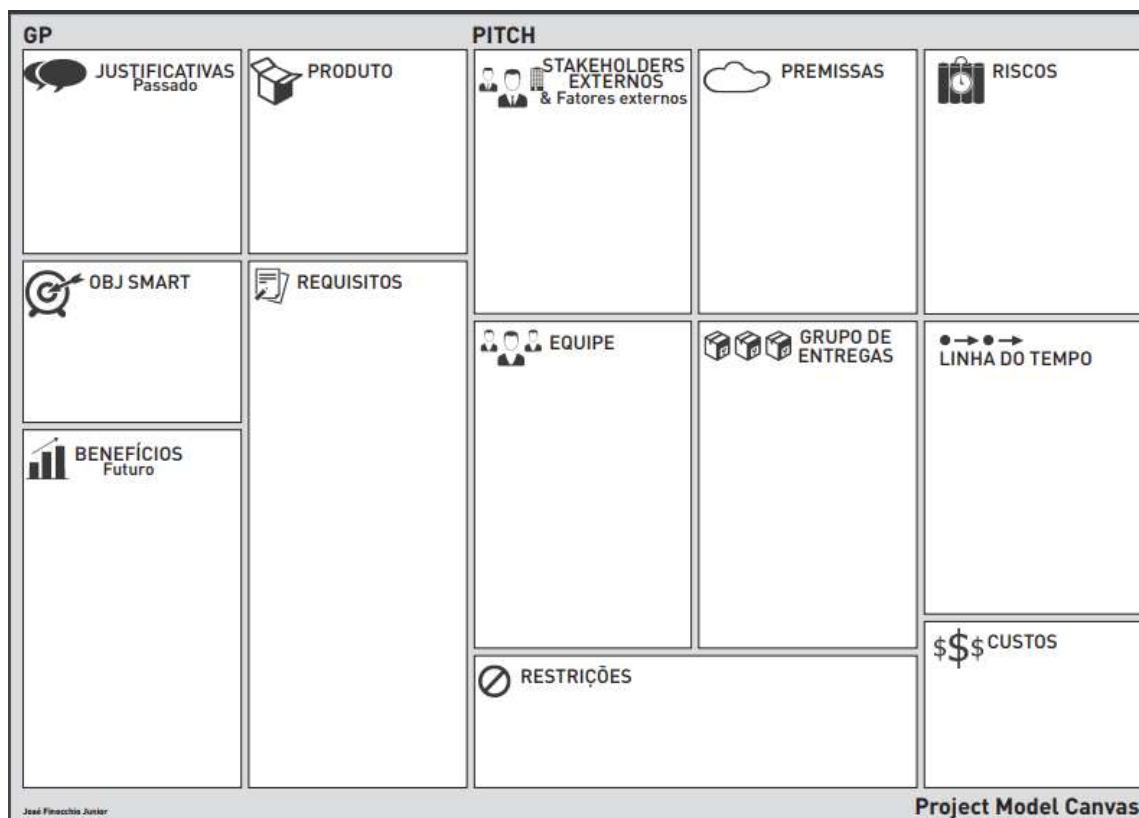 GP
PITCH
JUSTIFICATIVAS
Passado
PRODUTO
STAKEHOLDERS
EXTERNOS
& Fatores externos
PREMISSAS
RISCOS
OBJ SMART
REQUISITOS
EQUIPE
GRUPO DE
ENTREGAS
LINHA DO TEMPO
BENEFÍCIOS
Futuro
RESTRIÇÕES
$$$ CUSTOS
José Finocchio Junior
Project Model Canvas